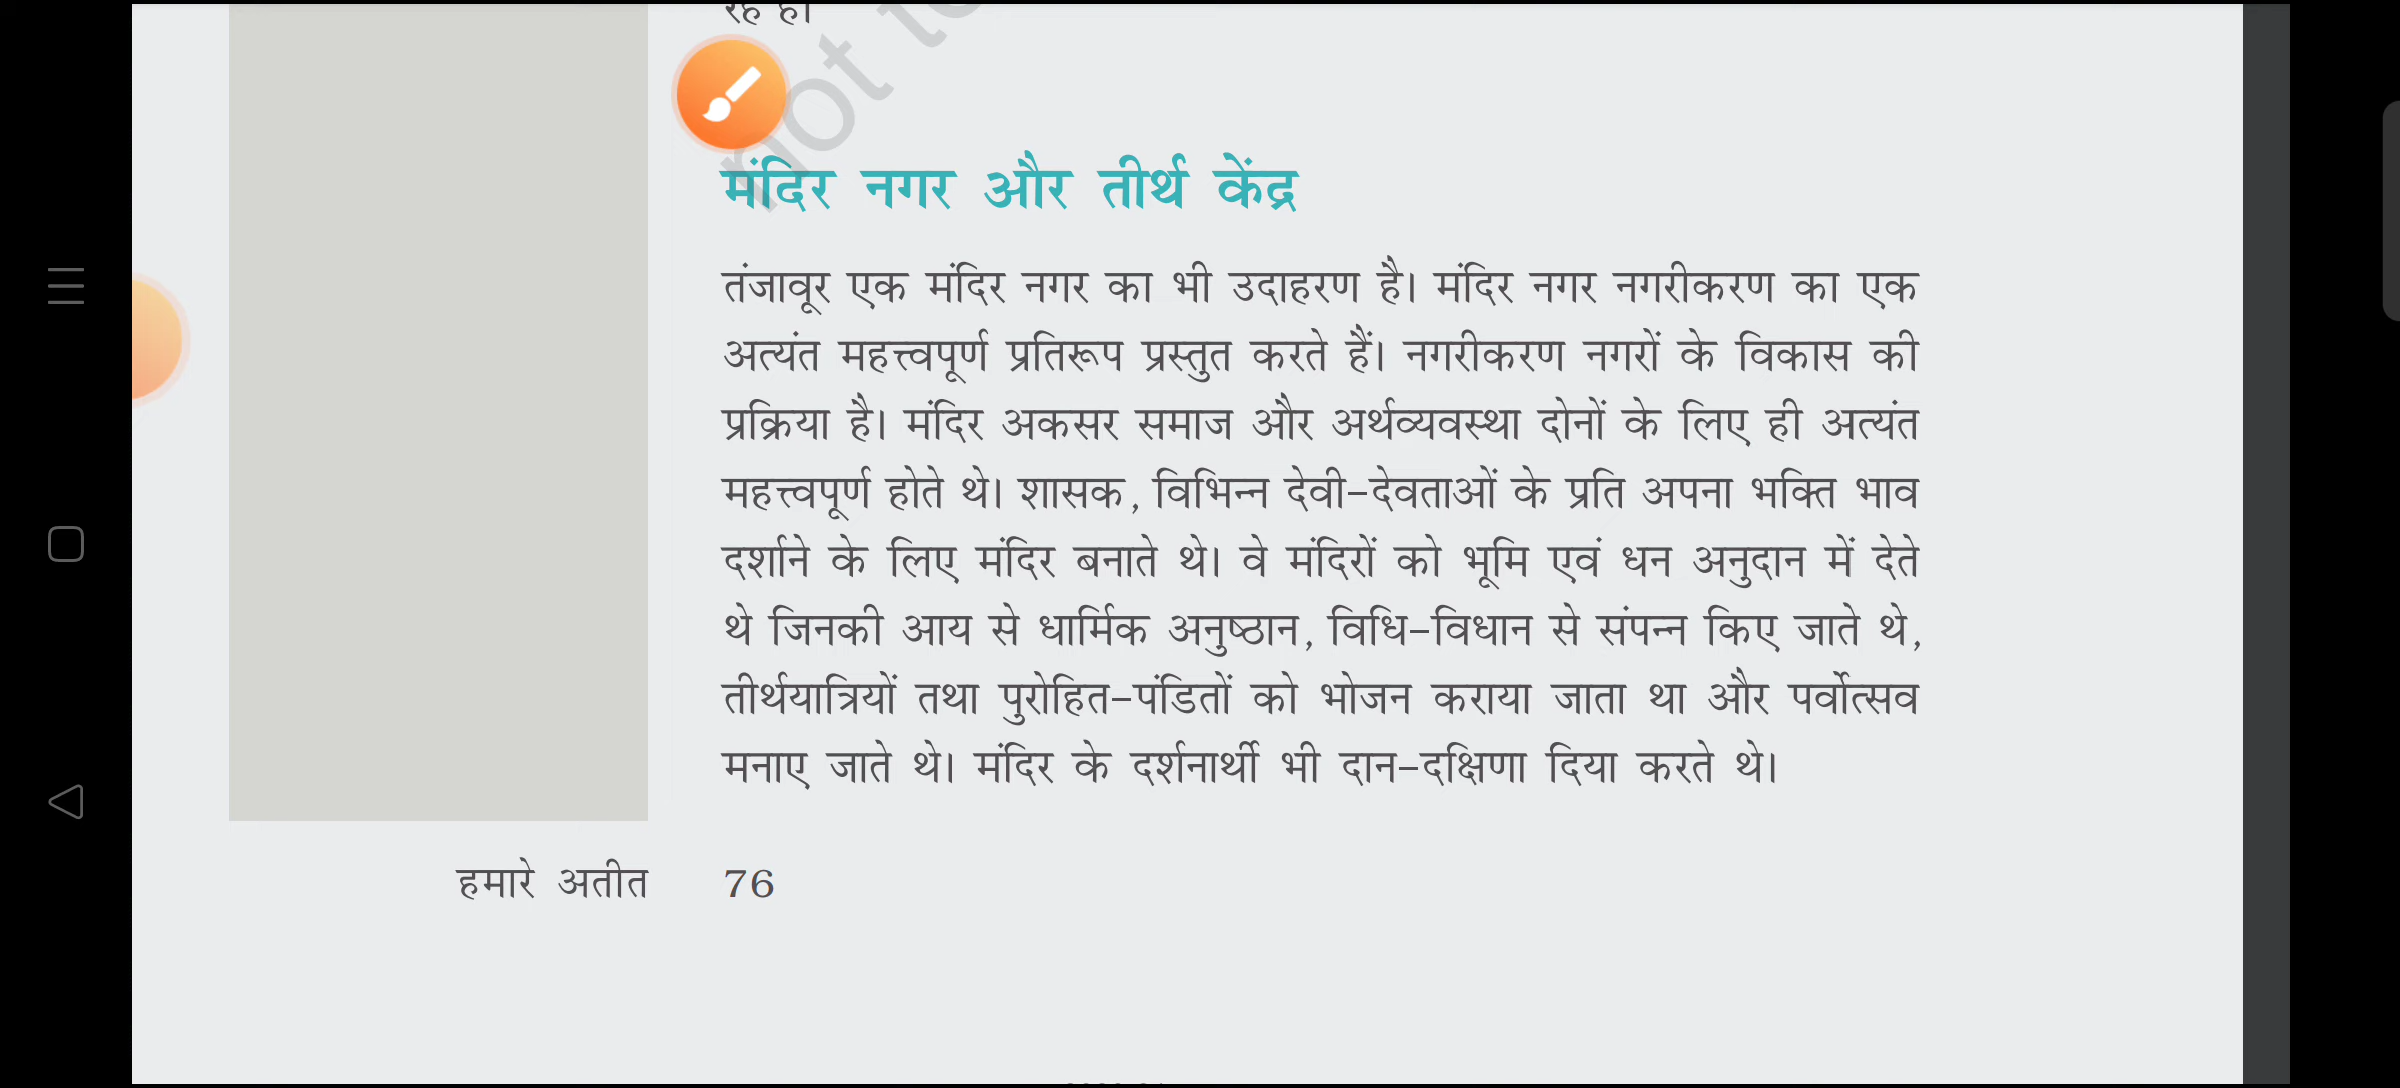 रहे हैं।
not to
मंदिर नगर और तीर्थ केंद्र
तंजावूर एक मंदिर नगर का भी उदाहरण है। मंदिर नगर नगरीकरण का एक
अत्यंत महत्त्वपूर्ण प्रतिरूप प्रस्तुत करते हैं। नगरीकरण नगरों के विकास की
प्रक्रिया है। मंदिर अकसर समाज और अर्थव्यवस्था दोनों के लिए ही अत्यंत
महत्त्वपूर्ण होते थे। शासक, विभिन्न देवी-देवताओं के प्रति अपना भक्ति भाव
दर्शाने के लिए मंदिर बनाते थे। वे मंदिरों को भूमि एवं धन अनुदान में देते
थे जिनकी आय से धार्मिक अनुष्ठान, विधि-विधान से संपन्न किए जाते थे,
तीर्थयात्रियों तथा पुरोहित-पंडितों को भोजन कराया जाता था और पर्वोत्सव
मनाए जाते थे। मंदिर के दर्शनार्थी भी दान-दक्षिणा दिया करते थे।
हमारे अतीत 76